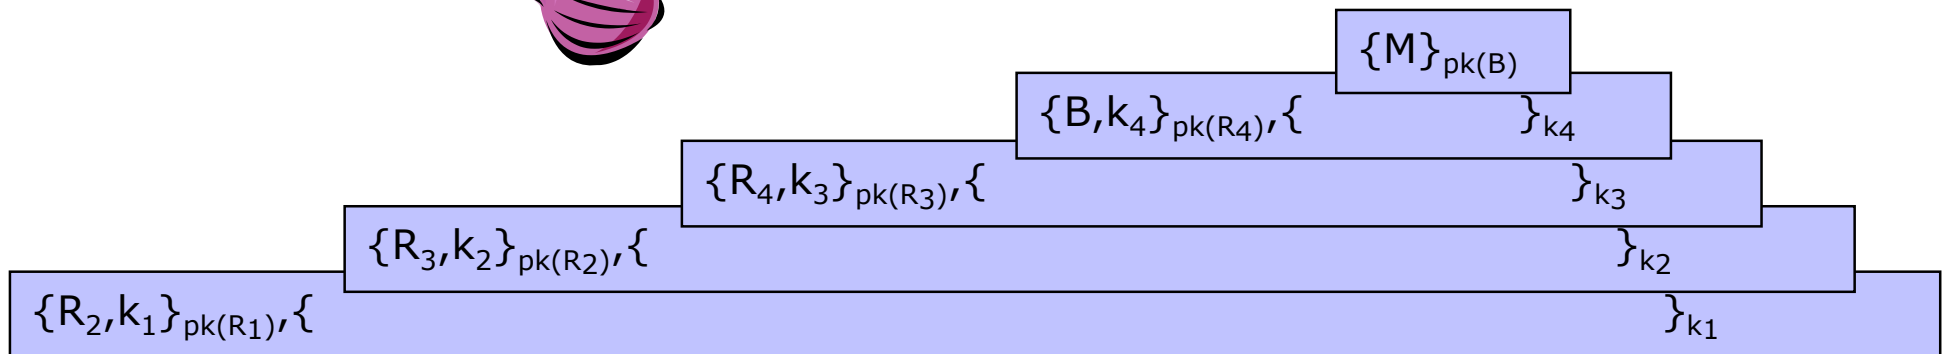 {M}pk(B)
{B,k4}pk(R4),{ }k4
{R4,k3}pk(R3),{ }k3
{R3,k2}pk(R2),{ }k2
{R2,k1}pk(R1),{ }k1